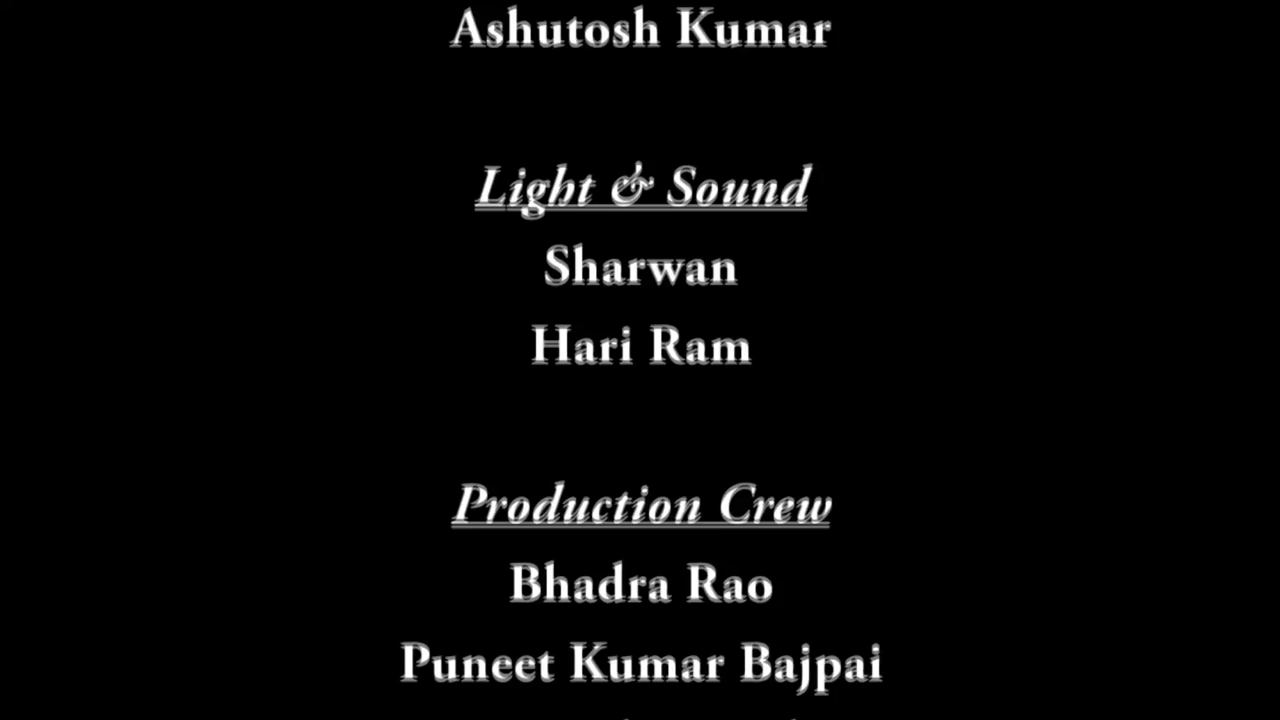 Ashutosh Kumar
Light & Sound
Sharwan
Hari Ram
Production Crew
Bhadra Rao
Puneet Kumar Bajpai